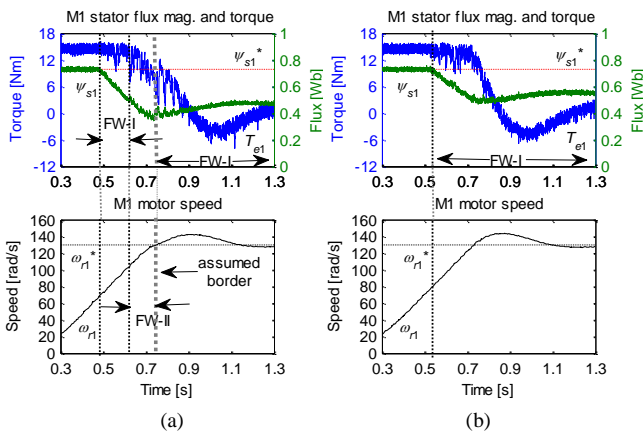 M1 stator flux mag. and torque
18
12
6
0
-6
-12
Torque [Nm]
1
0.8
0.6
0.4
0.2
0
Flux [Wb]
ψs1*
ψs1
FW-I
Te1
FW-I
0.3 0.5 0.7 0.9 1.1 1.3
M1 motor speed
160
140
120
100
80
60
40
20
0
Speed [rad/s]
ωr1*
assumed
border
FW-II
ωr1
0.3 0.5 0.7 0.9 1.1 1.3
Time [s]
(a)
M1 stator flux mag. and torque
18
12
6
0
-6
-12
Torque [Nm]
1
0.8
0.6
0.4
0.2
0
Flux [Wb]
ψs1*
ψs1
Te1
FW-I
0.3 0.5 0.7 0.9 1.1 1.3
M1 motor speed
160
140
120
100
80
60
40
20
0
Speed [rad/s]
ωr1*
ωr1
0.3 0.5 0.7 0.9 1.1 1.3
Time [s]
(b)